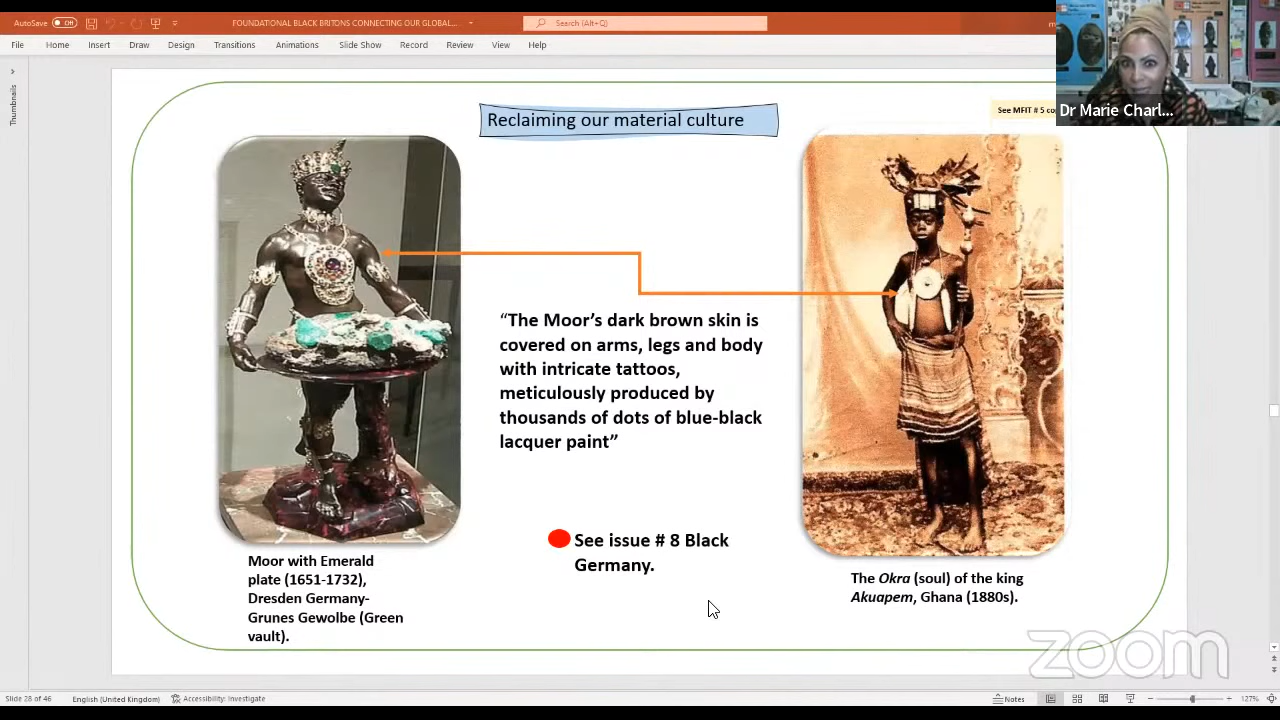 AutoSave
Off
FOUNDATIONAL BLACK BRITONS CONNECTING OUR GLOBAL...
Search (Alt+Q)
File Home Insert Draw Design Transitions Animations Slide Show Record Review View Help
Thumbnails
Reclaiming our material culture
See MFIT # 5
Dr Marie Charl...
“The Moor’s dark brown skin is
covered on arms, legs and body
with intricate tattoos,
meticulously produced by
thousands of dots of blue-black
lacquer paint”
See issue # 8 Black
Germany.
Moor with Emerald
plate (1651-1732),
Dresden Germany-
Grunes Gewolbe (Green
vault).
The Okra (soul) of the king
Akuapem, Ghana (1880s).
zoom
Slide 28 of 46 English (United Kingdom) Accessibility: Investigate Notes 127%